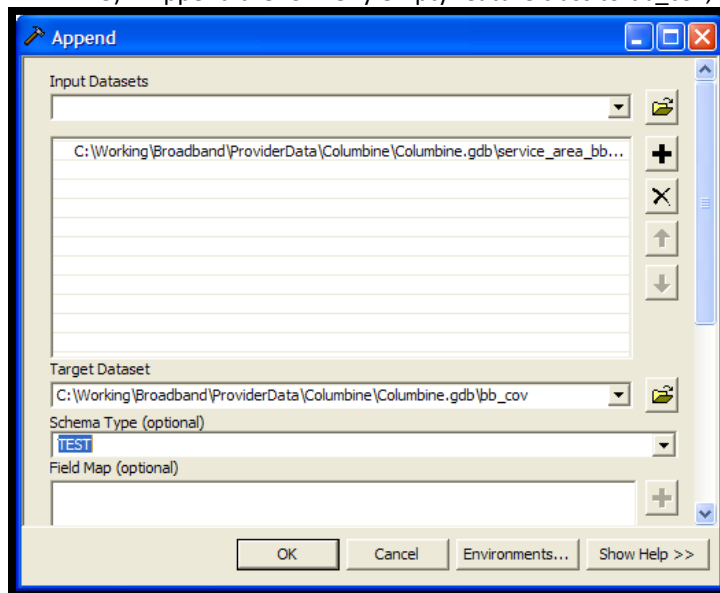 Append
Input Datasets
C:\Working\Broadband\ProviderData\Columbine\Columbine.gdb\service_area_bb...
Target Dataset
C:\Working\Broadband\ProviderData\Columbine\Columbine.gdb\bb_cov
Schema Type (optional)
TEST
Field Map (optional)
OK Cancel Environments... Show Help >>